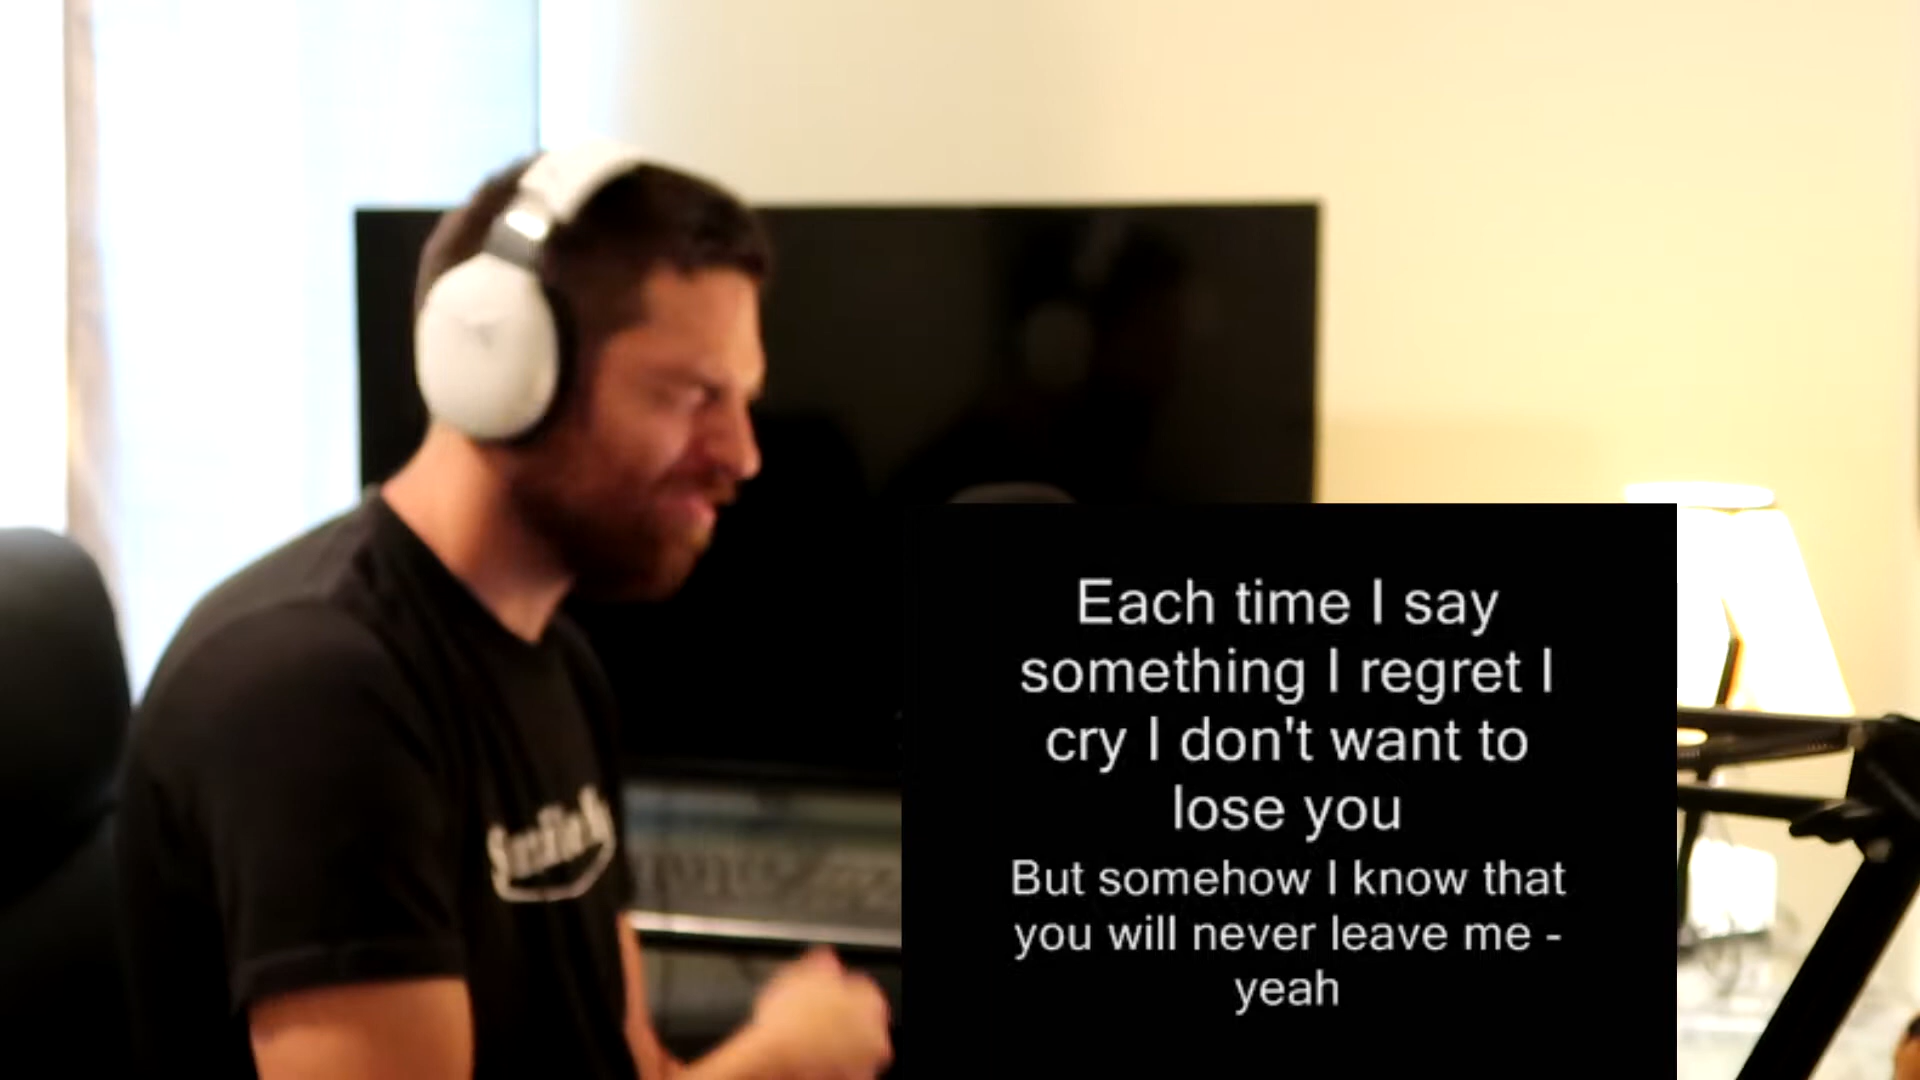 Each time I say
something I regret I
cry I don't want to
lose you
But somehow I know that
you will never leave me -
yeah